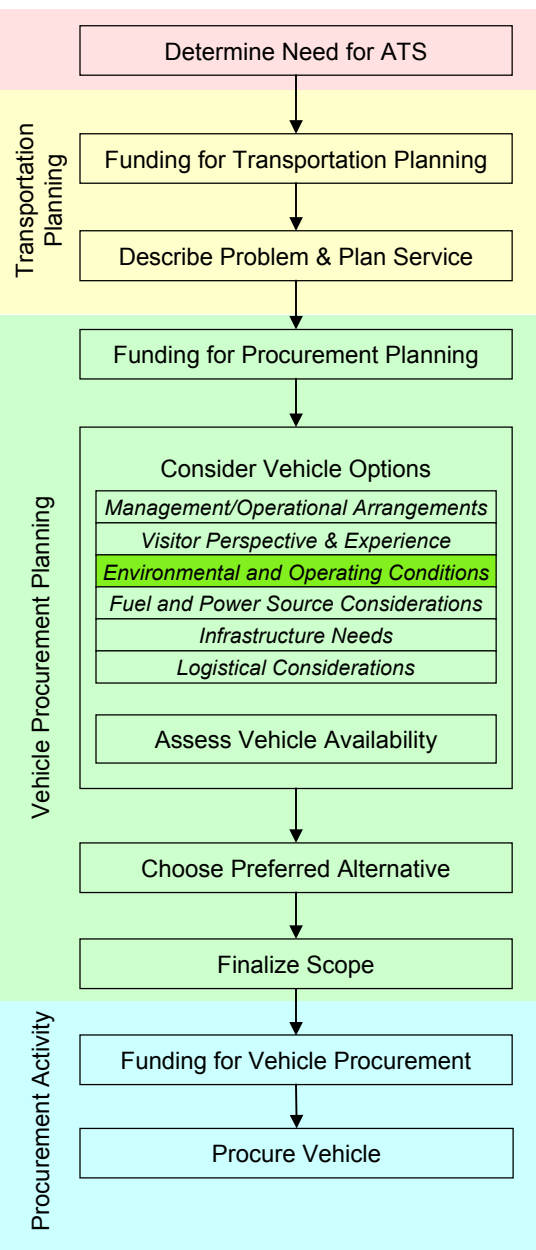 Determine Need for ATS
Transportation
Planning
Funding for Transportation Planning
Describe Problem & Plan Service
Vehicle Procurement Planning
Funding for Procurement Planning
Consider Vehicle Options
Management/Operational Arrangements
Visitor Perspective & Experience
Environmental and Operating Conditions
Fuel and Power Source Considerations
Infrastructure Needs
Logistical Considerations
Assess Vehicle Availability
Choose Preferred Alternative
Finalize Scope
Procurement Activity
Funding for Vehicle Procurement
Procure Vehicle